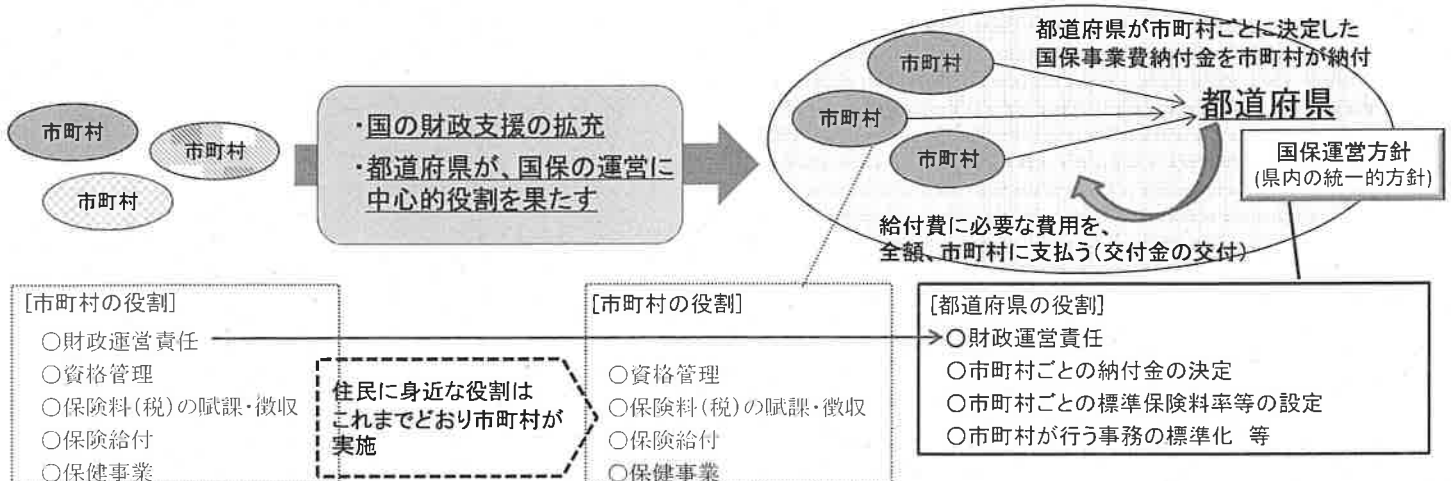 市町村
市町村
市町村
・国の財政支援の拡充
・都道府県が、国保の運営に
中心的役割を果たす
都道府県が市町村ごとに決定した
国保事業費納付金を市町村が納付
市町村
市町村
市町村
都道府県
国保運営方針
(県内の統一的方針)
給付費に必要な費用を、
全額、市町村に支払う(交付金の交付)
[市町村の役割]
○財政運営責任
○資格管理
○保険料(税)の賦課・徴収
○保険給付
○保健事業
住民に身近な役割は
これまでどおり市町村が
実施
[市町村の役割]
○資格管理
○保険料(税)の賦課・徴収
○保険給付
○保健事業
[都道府県の役割]
○財政運営責任
○市町村ごとの納付金の決定
○市町村ごとの標準保険料率等の設定
○市町村が行う事務の標準化 等